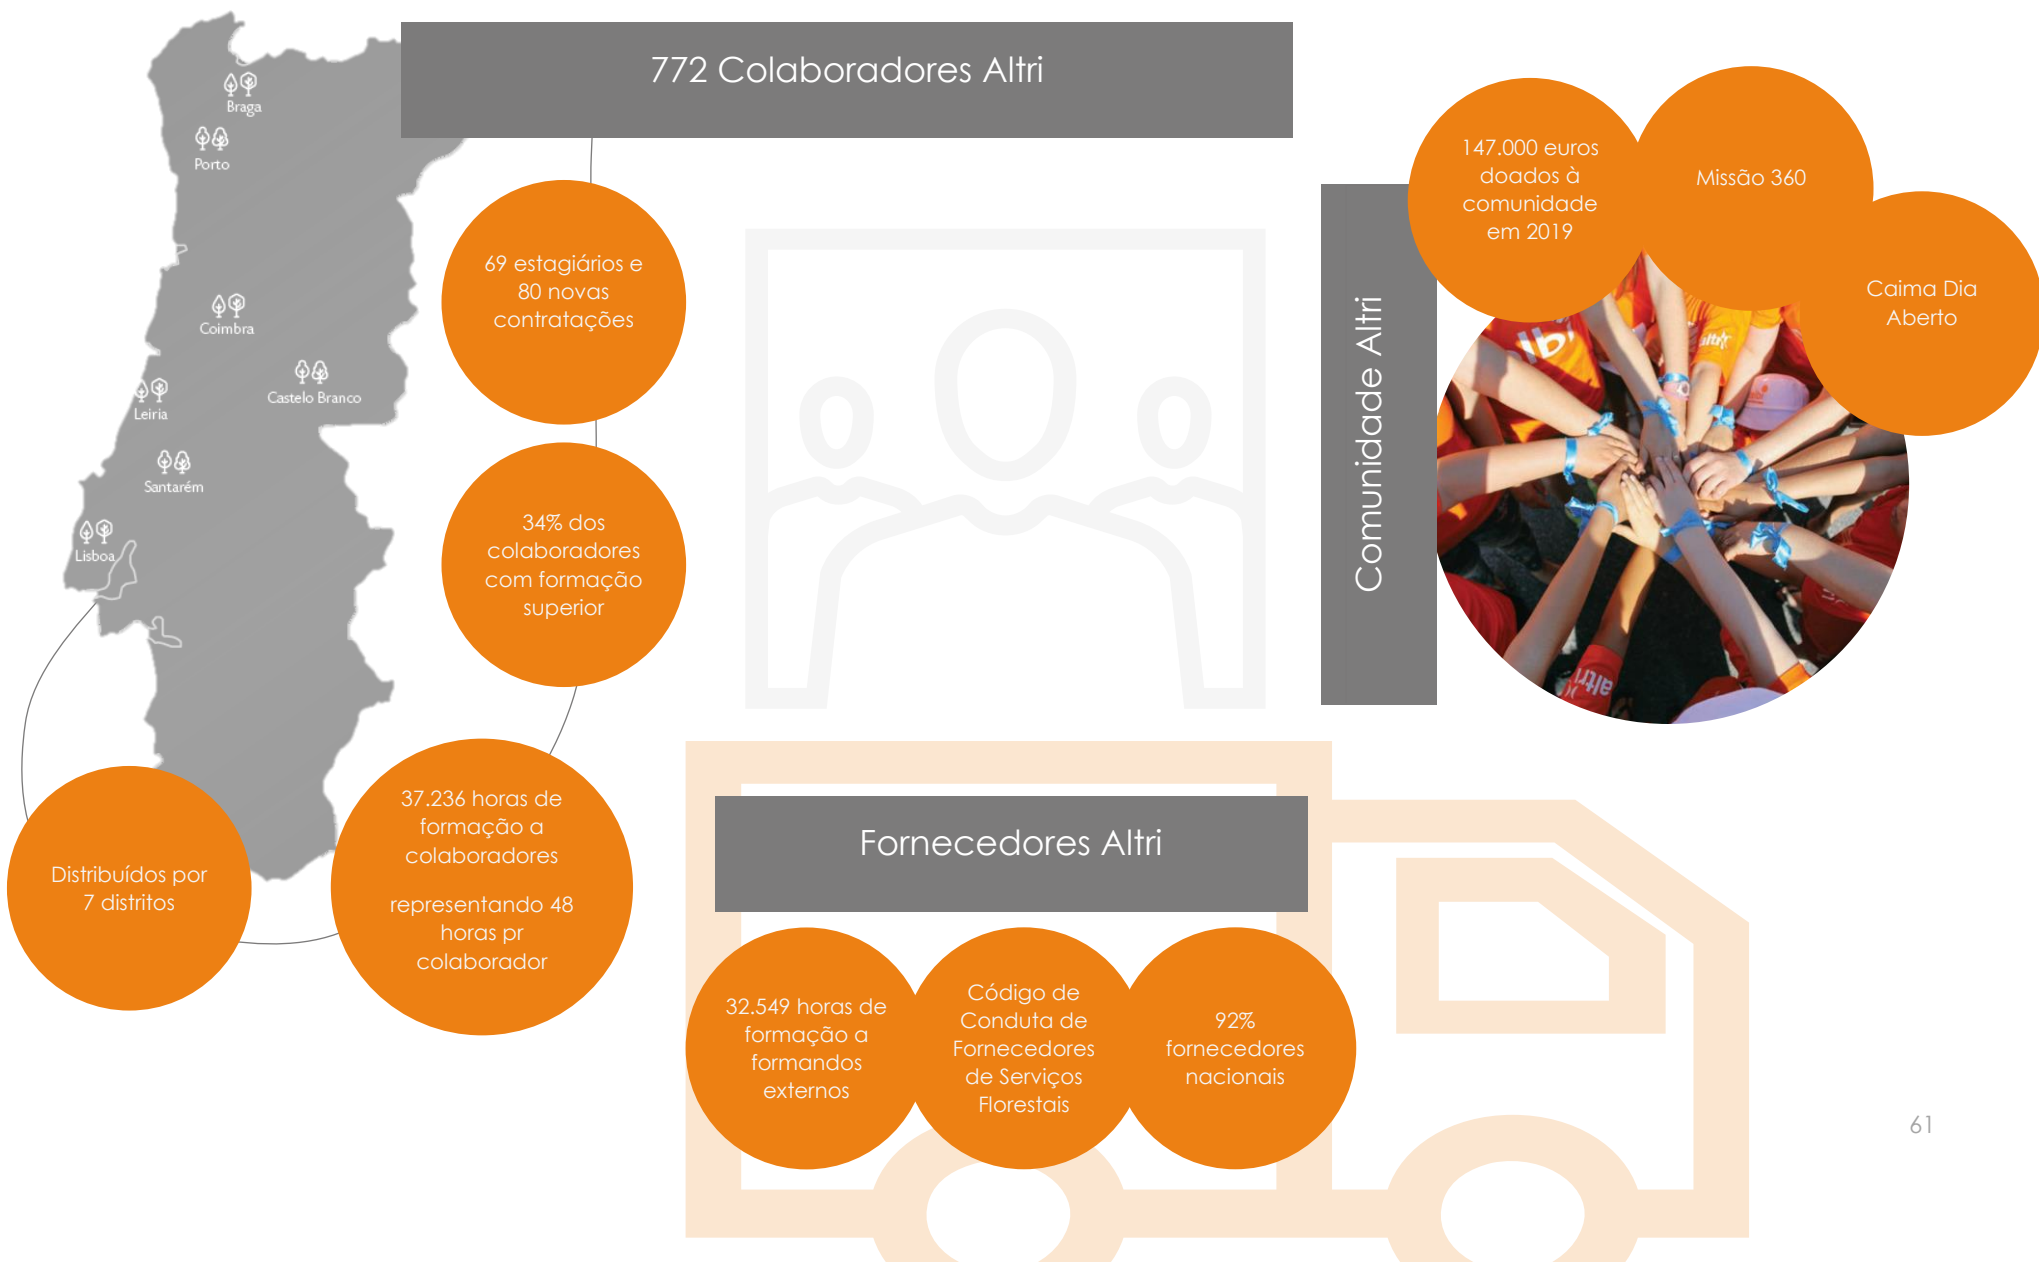 772 Colaboradores Altri
Braga
Porto
Coimbra
Castelo Branco
Leiria
Santarém
Lisboa
69 estagiários e
80 novas
contratações
34% dos
colaboradores
com formação
superior
37.236 horas de
formação a
colaboradores
representando 48
horas pr
colaborador
Distribuídos por
7 distritos
Comunidade Altri
147.000 euros
doados à
comunidade
em 2019
Missão 360
Caima Dia
Aberto
altri
altri
Fornecedores Altri
32.549 horas de
formação a
formandos
externos
Código de
Conduta de
Fornecedores
de Serviços
Florestais
92%
fornecedores
nacionais
61